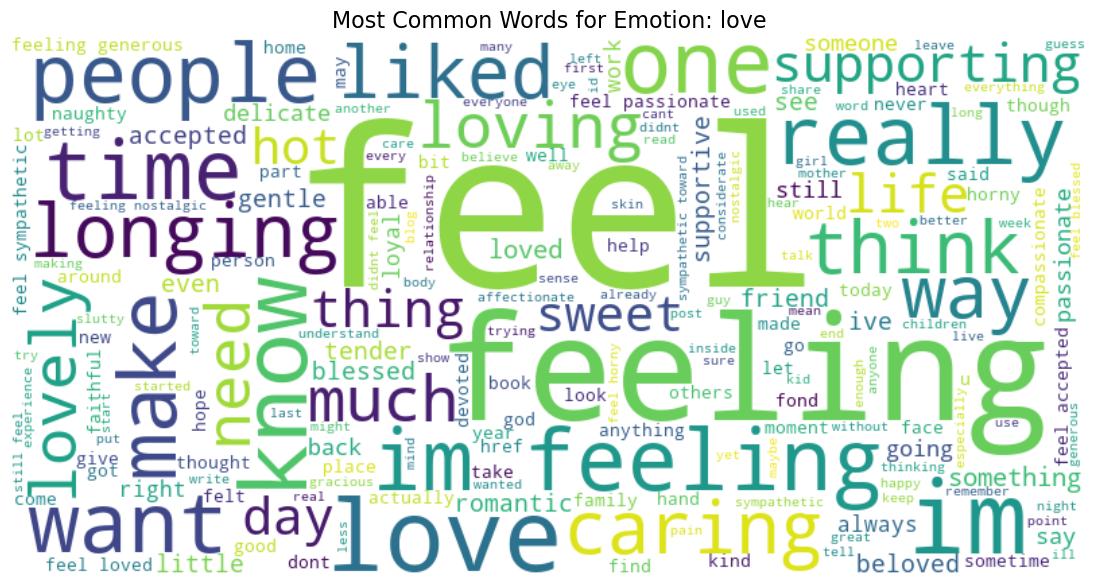 Most Common Words for Emotion: love
feeling generous
home
many
left
first
id
eye
may
people
liked
work
one
someone
leave
guess
supporting
share
everything
heart
naughty
delicate
another
everyone
feel passionate
cant
didnt
read
used
see
word
never
long
though
lot
getting
accepted
hot
loving
care
every
bit
believe
well
away
really
girl
mother
said
time
part
feel
supportive
considerate
nostalgic
still
life
horny
feel sympathetic
feeling nostalgic
gentle
able
didnt feel
loyal
blog
relationship
skin
sympathetic toward
hear
world
two
better
week
compassionate
passionate
feel blessed
longing
person
loved
help
talk
think
making
around
even
body
sense
affectionate
already
guy
post
friend
mean
today
children
way
lovely
slutty
new
make
toward
need
know
thing
understand
trying
sweet
made
end
ive
live
try
experience
still feel
start
faithful
started
tender
blessed
show
much
devoted
book
look
feeling
feel horny
inside
sure
others
let
go
kid
fond
enough
anyone
especially
u
use
feel accepted
generous
put
hope
last
might
god
year
href
anything
moment
without
face
going
give
got
thought
back
mind
im feeling
yet
maybe
thinking
happy
something
come
right
write
felt
place
gracious
real
take
wanted
actually
romantic
family
hand
sympathetic
keep
remember
night
want
day
less
love
caring
pain
always
great
tell
im
point
say
ill
feel loved
little
good
dont
find
kind
beloved
sometime